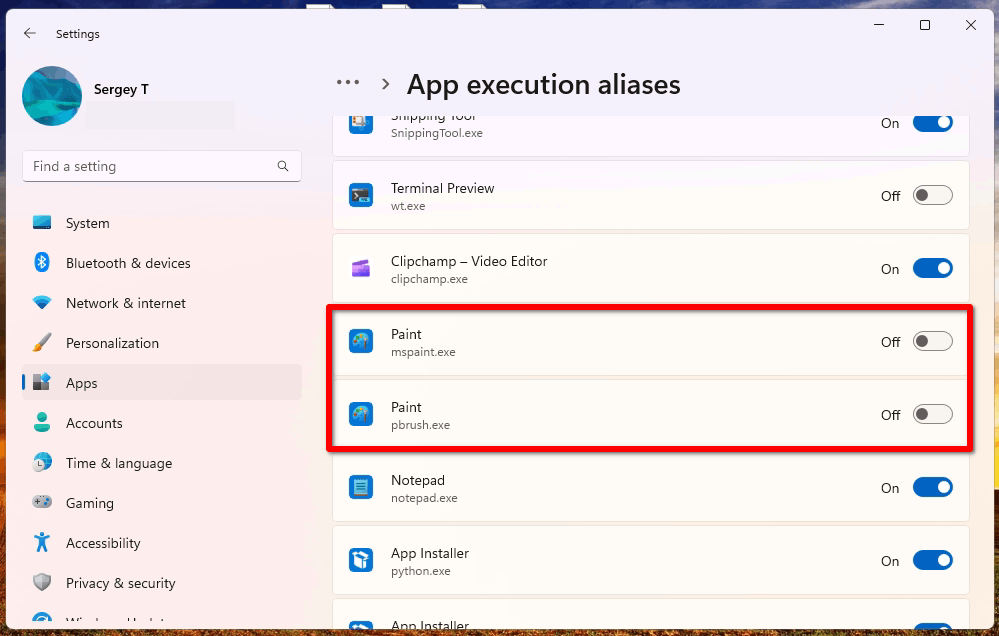 Settings
Sergey T
Find a setting
System
Bluetooth & devices
Network & internet
Personalization
Apps
Accounts
Time & language
Gaming
Accessibility
Privacy & security
Windows Update
... > App execution aliases
Snipping Tool
SnippingTool.exe
On
Terminal Preview
wt.exe
Off
Clipchamp – Video Editor
clipchamp.exe
On
Paint
mspaint.exe
Off
Paint
pbrush.exe
Off
Notepad
notepad.exe
On
App Installer
python.exe
On
App Installer